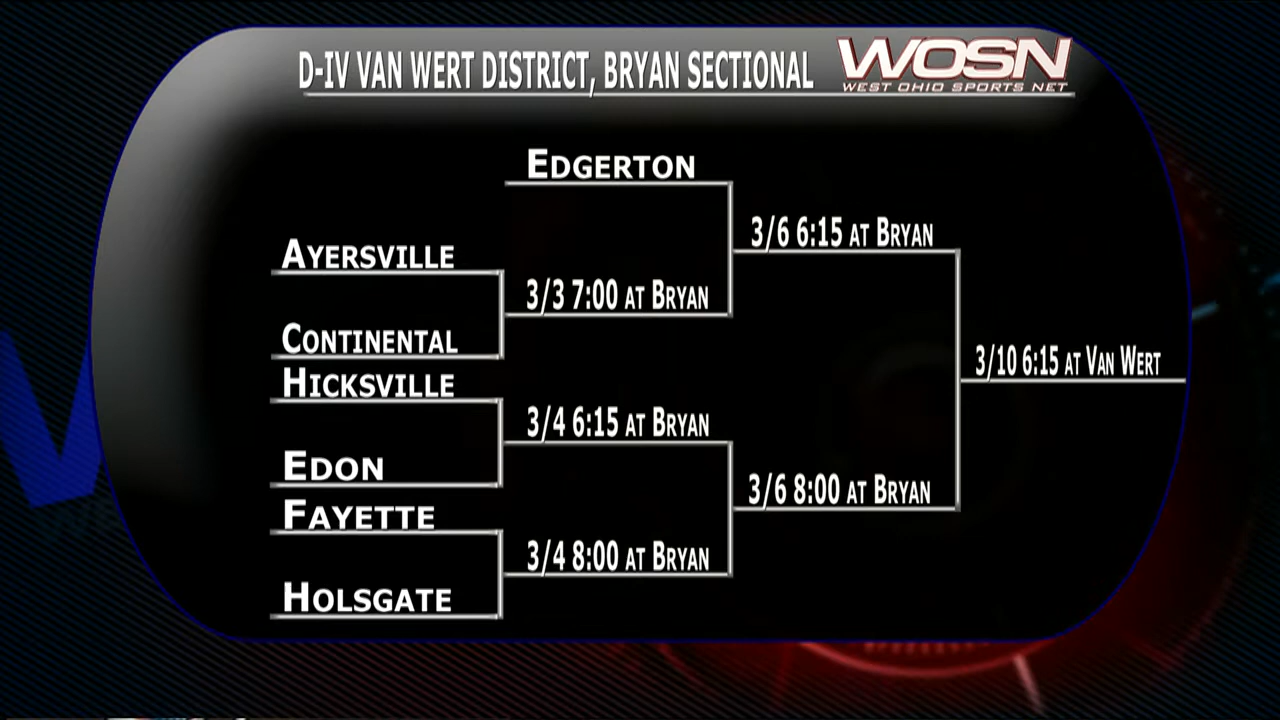 D-IV VAN WERT DISTRICT, BRYAN SECTIONAL
WOSN
WEST OHIO SPORTS NET
EDGERTON
3/6 6:15 AT BRYAN
AYERSVILLE
3/3 7:00 AT BRYAN
CONTINENTAL
3/10 6:15 AT VAN WERT
HICKSVILLE
3/4 6:15 AT BRYAN
EDON
3/6 8:00 AT BRYAN
FAYETTE
3/4 8:00 AT BRYAN
HOLSGATE